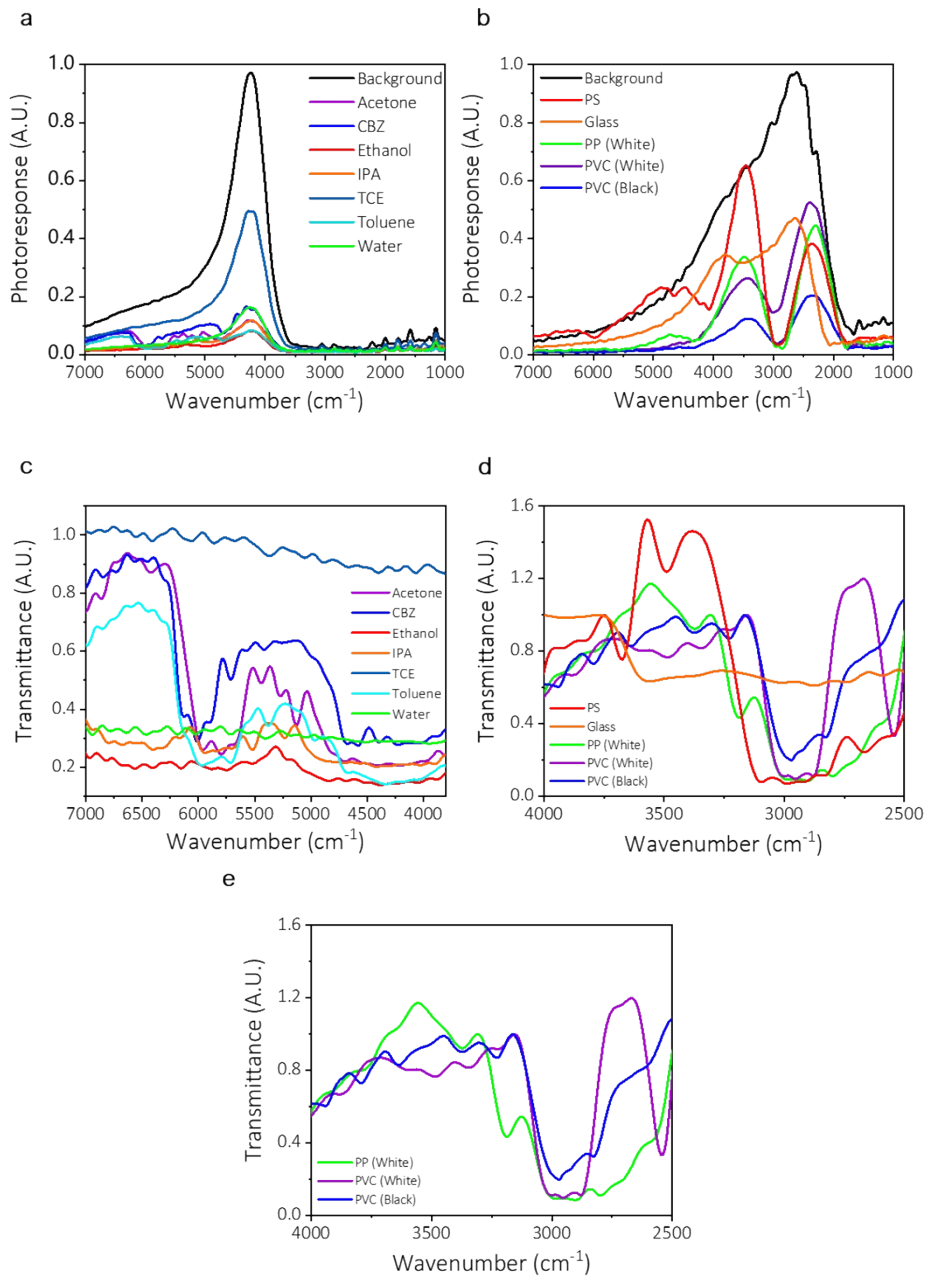 a
b
1.0
0.8
0.6
0.4
0.2
0.0
Photoresponse (A.U.)
Background
Acetone
CBZ
Ethanol
IPA
TCE
Toluene
Water
7000 6000 5000 4000 3000 2000 1000
Wavenumber (cm⁻¹)
1.0
0.8
0.6
0.4
0.2
0.0
Photoresponse (A.U.)
Background
PS
Glass
PP (White)
PVC (White)
PVC (Black)
7000 6000 5000 4000 3000 2000 1000
Wavenumber (cm⁻¹)
c
d
1.0
0.8
0.6
0.4
0.2
Transmittance (A.U.)
Acetone
CBZ
Ethanol
IPA
TCE
Toluene
Water
7000 6500 6000 5500 5000 4500 4000
Wavenumber (cm⁻¹)
1.6
1.2
0.8
0.4
0.0
Transmittance (A.U.)
PS
Glass
PP (White)
PVC (White)
PVC (Black)
4000 3500 3000 2500
Wavenumber (cm⁻¹)
e
1.6
1.2
0.8
0.4
0.0
Transmittance (A.U.)
PP (White)
PVC (White)
PVC (Black)
4000 3500 3000 2500
Wavenumber (cm⁻¹)